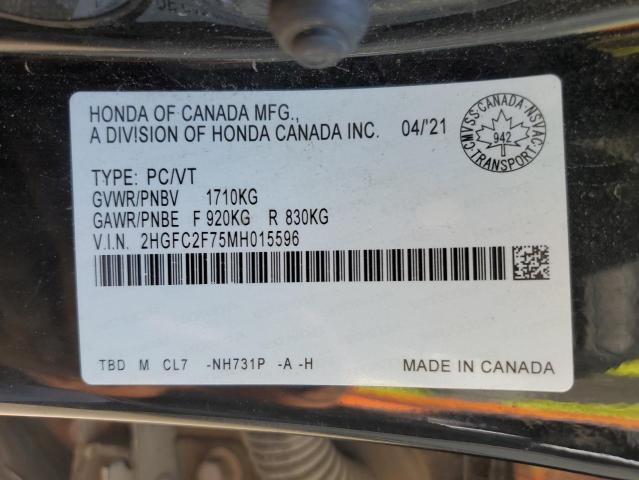 HONDA OF CANADA MFG.,
A DIVISION OF HONDA CANADA INC. 04/'21
CMVSS-CANADA-NSVAC
942
TRANSPORT
TYPE: PC/VT
GVWR/PNBV 1710KG
GAWR/PNBE F 920KG R 830KG
V.I.N. 2HGFC2F75MH015596
TBD M CL7 -NH731P -A -H MADE IN CANADA